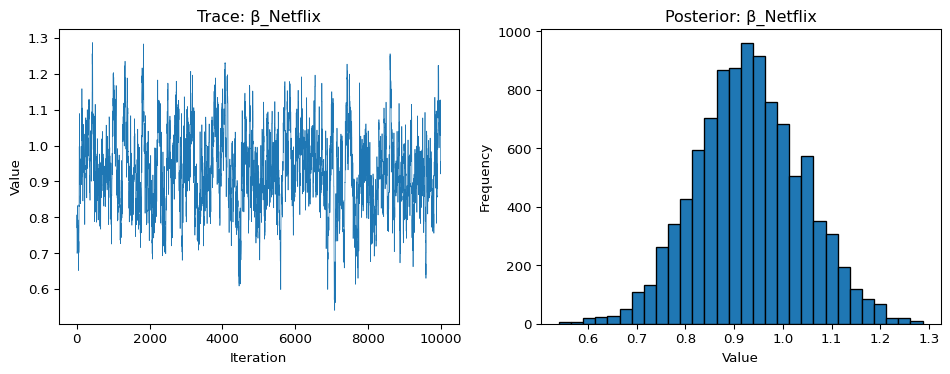 Trace: β_Netflix
Value
1.3
1.2
1.1
1.0
0.9
0.8
0.7
0.6
0 2000 4000 6000 8000 10000
Iteration
Posterior: β_Netflix
Frequency
1000
800
600
400
200
0
0.6 0.7 0.8 0.9 1.0 1.1 1.2 1.3
Value